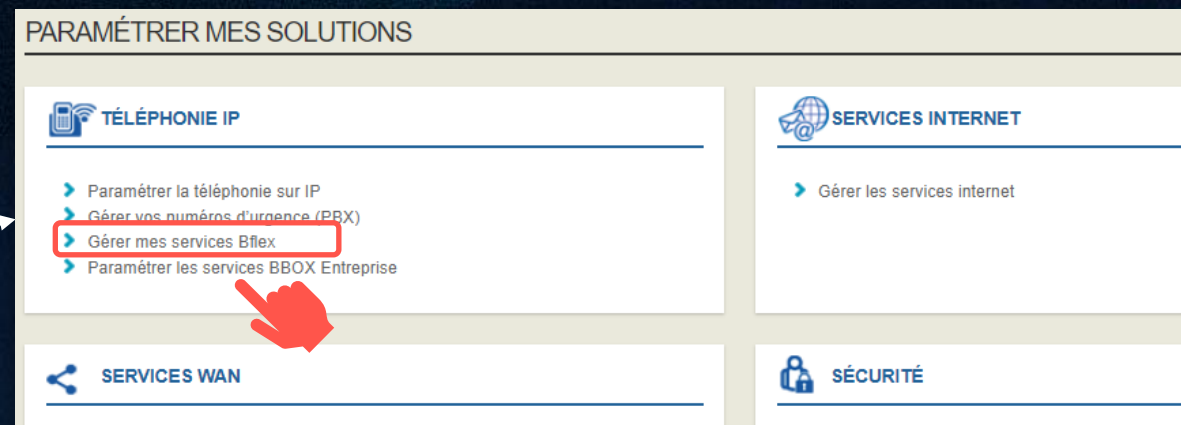 PARAMÉTRER MES SOLUTIONS
TÉLÉPHONIE IP
Paramétrer la téléphonie sur IP
Gérer vos numéros d'urgence (PBX)
Gérer mes services Bflex
Paramétrer les services BBOX Entreprise
SERVICES INTERNET
Gérer les services internet
SERVICES WAN
SÉCURITÉ